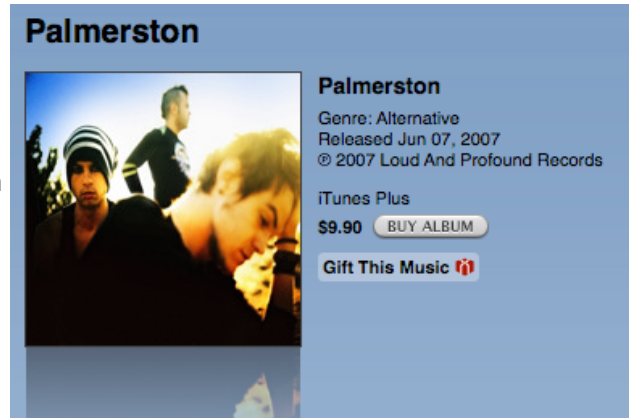 Palmerston
Palmerston
Genre: Alternative
Released Jun 07, 2007
℗ 2007 Loud And Profound Records
iTunes Plus
$9.90 BUY ALBUM
Gift This Music